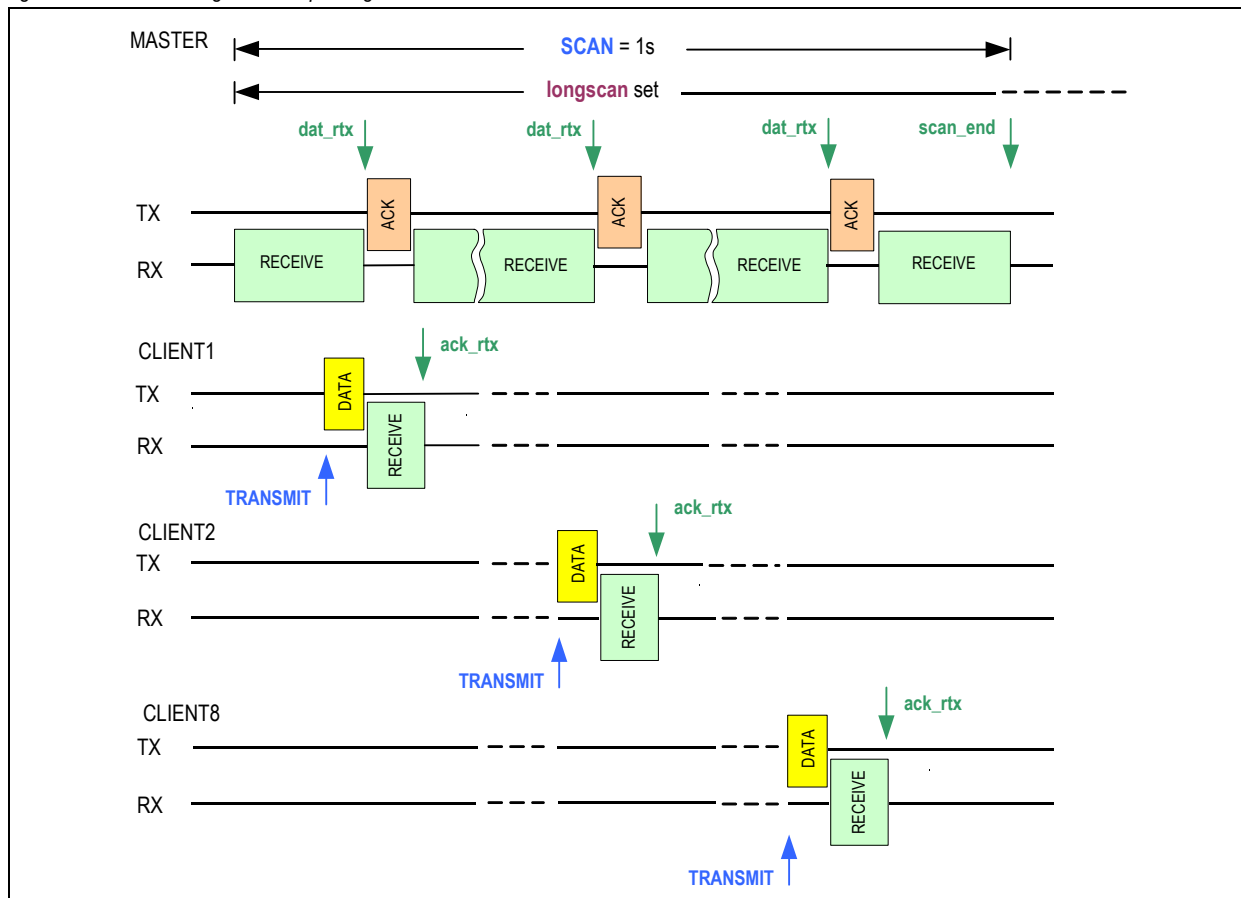 MASTER
SCAN = 1s
longscan set
dat_rtx
dat_rtx
dat_rtx
scan_end
TX
ACK
ACK
ACK
RX
RECEIVE
RECEIVE
RECEIVE
RECEIVE
CLIENT1
ack_rtx
TX
DATA
RX
RECEIVE
TRANSMIT
CLIENT2
ack_rtx
TX
DATA
RX
RECEIVE
TRANSMIT
CLIENT8
ack_rtx
TX
DATA
RX
RECEIVE
TRANSMIT